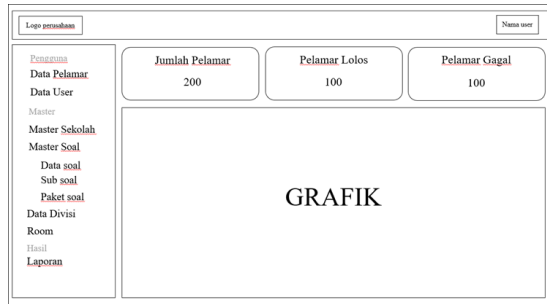 Logo perusahaan
Nama user
Pengguna
Data Pelamar
Data User
Master
Master Sekolah
Master Soal
Data soal
Sub soal
Paket soal
Data Divisi
Room
Hasil
Laporan
Jumlah Pelamar
200
Pelamar Lolos
100
Pelamar Gagal
100
GRAFIK